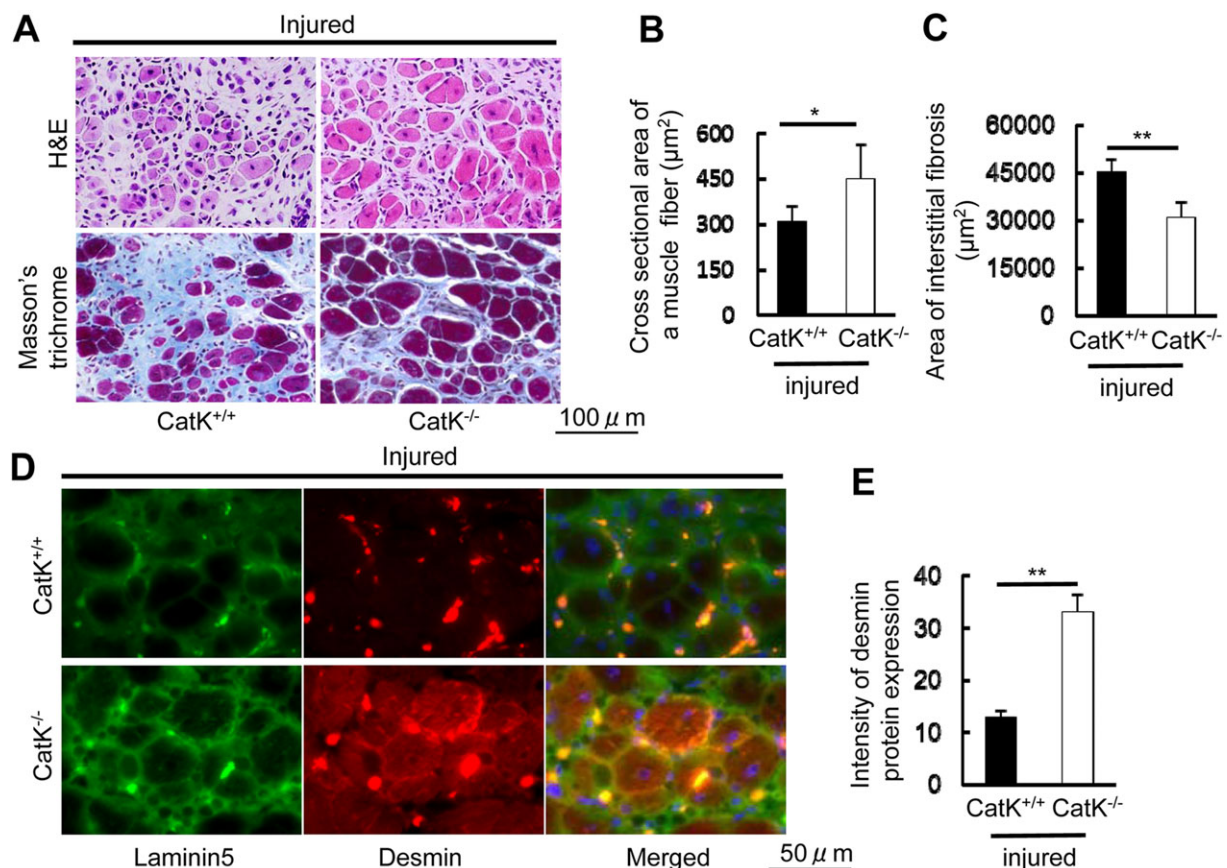 A
Injured
H&E
Masson's
trichrome
CatK+/+
CatK-/-
100 μm
B
Cross sectional area of
a muscle fiber (μm²)
600
450
300
150
0
*
CatK+/+
CatK-/-
injured
C
Area of interstitial fibrosis
(μm²)
60000
45000
30000
15000
0
**
CatK+/+
CatK-/-
injured
D
Injured
CatK+/+
CatK-/-
Laminin5
Desmin
Merged
50 μm
E
Intensity of desmin
protein expression
40
30
20
10
0
**
CatK+/+
CatK-/-
injured